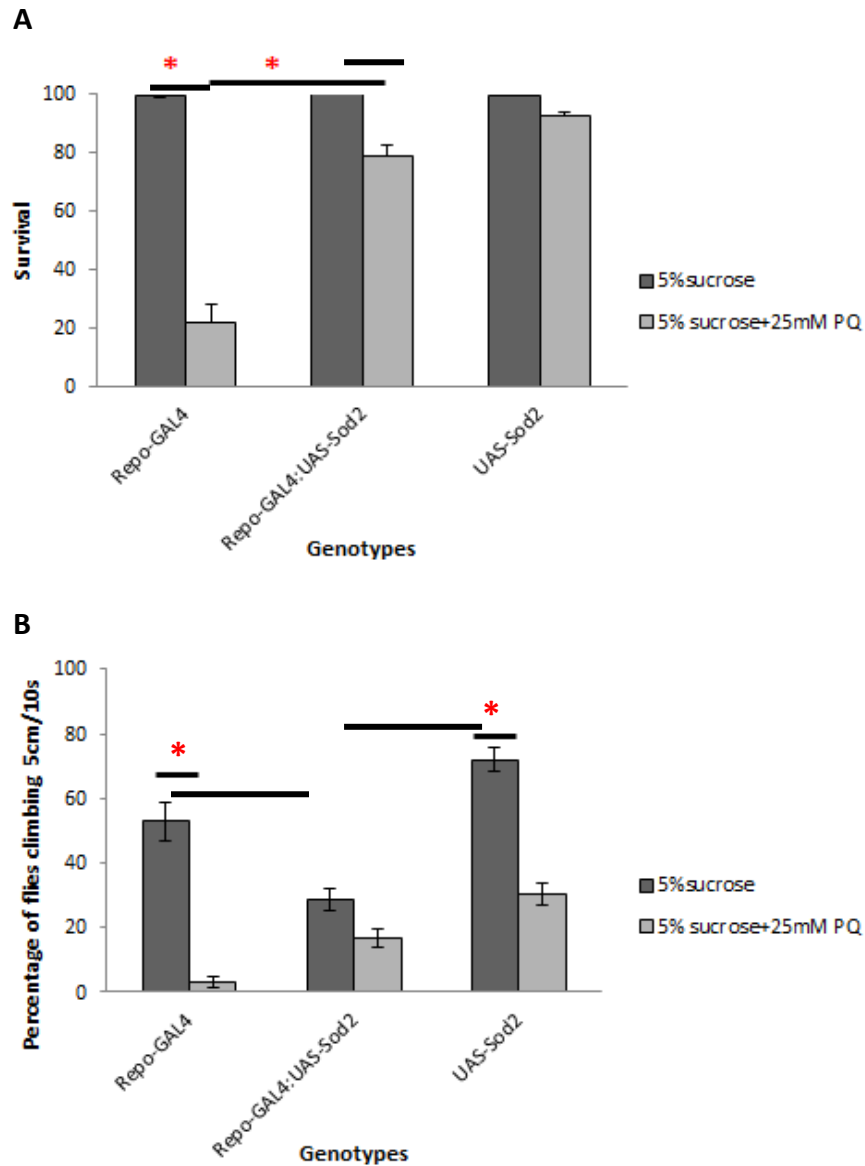 A
* *
100
80
60
40
20
0
Survival
Repo-GAL4
Repo-GAL4:UAS-Sod2
UAS-Sod2
Genotypes
5%sucrose
5% sucrose+25mM PQ
B
* *
100
80
60
40
20
0
Percentage of flies climbing 5cm/10s
Repo-GAL4
Repo-GAL4:UAS-Sod2
UAS-Sod2
Genotypes
5%sucrose
5% sucrose+25mM PQ